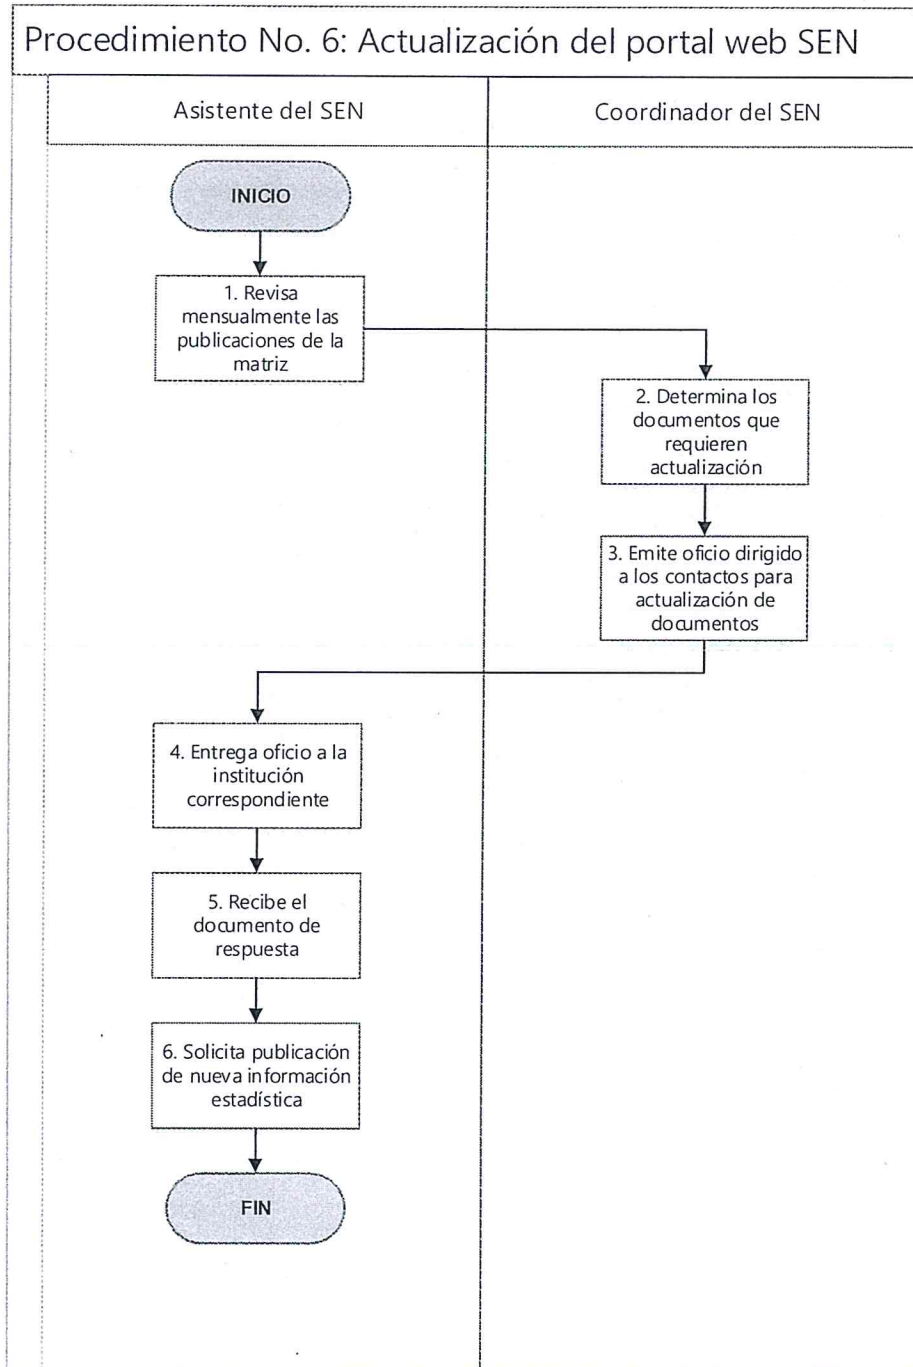 Procedimiento No. 6: Actualización del portal web SEN
Asistente del SEN
Coordinador del SEN
INICIO
1. Revisa
mensualmente las
publicaciones de la
matriz
2. Determina los
documentos que
requieren
actualización
3. Emite oficio dirigido
a los contactos para
actualización de
documentos
4. Entrega oficio a la
institución
correspondiente
5. Recibe el
documento de
respuesta
6. Solicita publicación
de nueva información
estadística
FIN